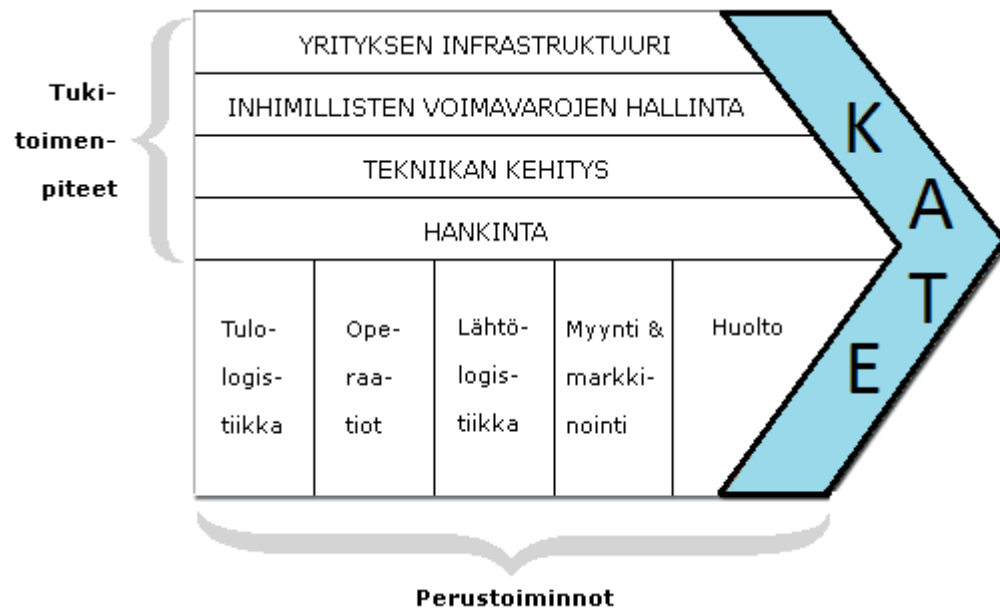 YRITYKSEN INFRASTRUKTUURI
INHIMILLISTEN VOIMAVAROJEN HALLINTA
TEKNIIKAN KEHITYS
HANKINTA
Tuki-
toimen-
piteet
Tulo-
logis-
tiikka
Ope-
raa-
tiot
Lähtö-
logis-
tiikka
Myynti &
markki-
nointi
Huolto
KATE
Perustoiminnot